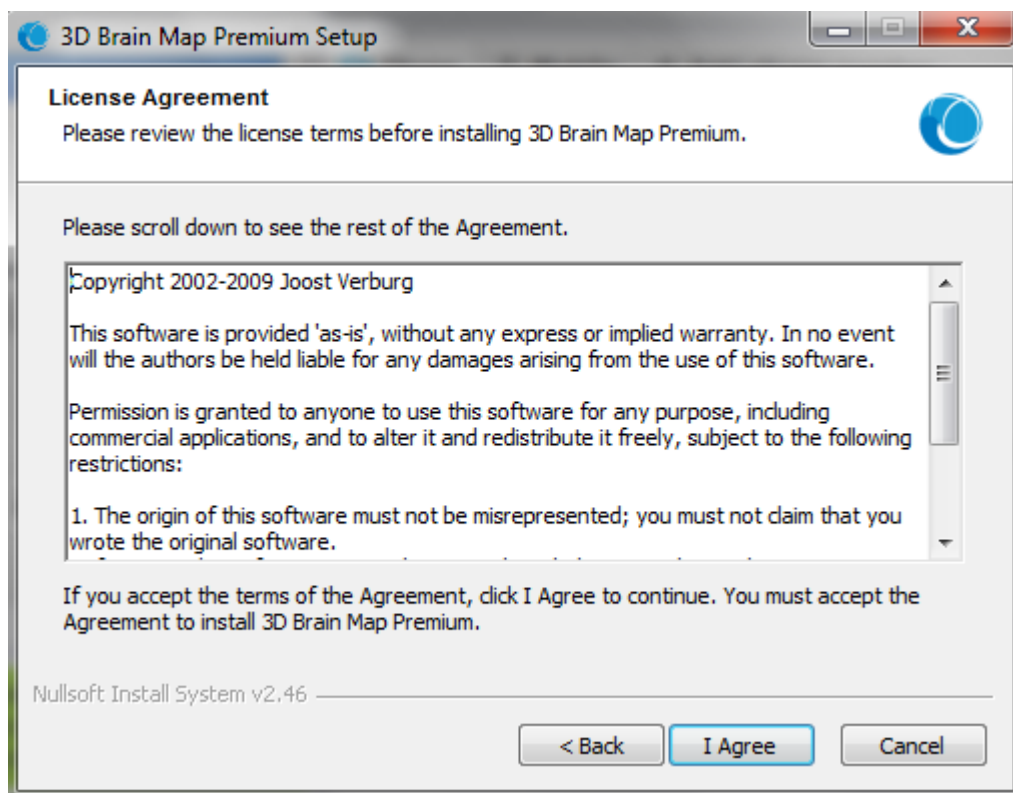 3D Brain Map Premium Setup
License Agreement
Please review the license terms before installing 3D Brain Map Premium.
Please scroll down to see the rest of the Agreement.
Copyright 2002-2009 Joost Verburg
This software is provided 'as-is', without any express or implied warranty. In no event
will the authors be held liable for any damages arising from the use of this software.
Permission is granted to anyone to use this software for any purpose, including
commercial applications, and to alter it and redistribute it freely, subject to the following
restrictions:
1. The origin of this software must not be misrepresented; you must not claim that you
wrote the original software.
If you accept the terms of the Agreement, click I Agree to continue. You must accept the
Agreement to install 3D Brain Map Premium.
Nullsoft Install System v2.46
< Back
I Agree
Cancel